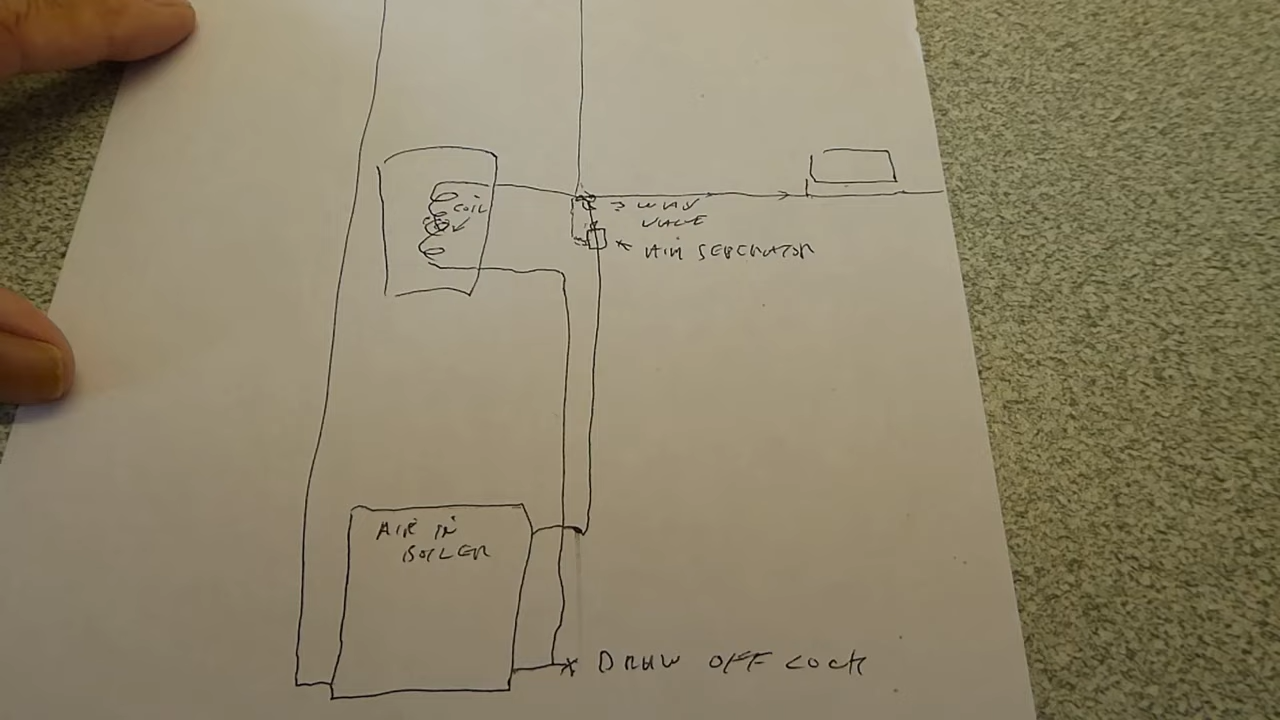 COIL
3 WAY
VALVE
AIR SEPERATOR
AIR IN
BOILER
DRAW OFF COCK